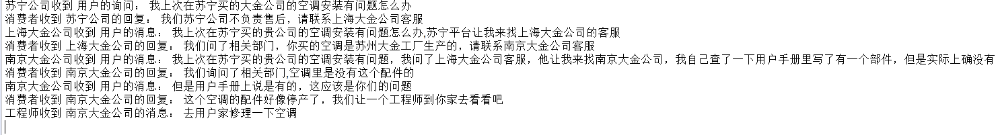 苏宁公司收到 用户的询问： 我上次在苏宁买的大金公司的空调安装有问题怎么办
消费者收到 苏宁公司的回复： 我们苏宁公司不负责售后，请联系上海大金公司客服
上海大金公司收到 用户的消息： 我上次在苏宁买的贵公司的空调安装有问题怎么办,苏宁平台让我来找上海大金公司的客服
消费者收到 上海大金公司的回复： 我们问了相关部门，你买的空调是苏州大金工厂生产的，请联系南京大金公司客服
南京大金公司收到 用户的消息： 我上次在苏宁买的贵公司的空调安装有问题，我问了上海大金公司客服，他让我来找南京大金公司，我自己查了一下用户手册里写了有一个部件，但是实际上确没有
消费者收到 南京大金公司的回复： 我们询问了相关部门,空调里是没有这个配件的
南京大金公司收到 用户的消息： 但是用户手册上说是有的，这应该是你们的问题
消费者收到 南京大金公司的回复： 这个空调的配件好像停产了，我们让一个工程师到你家去看看吧
工程师收到 南京大金公司的消息： 去用户家修理一下空调